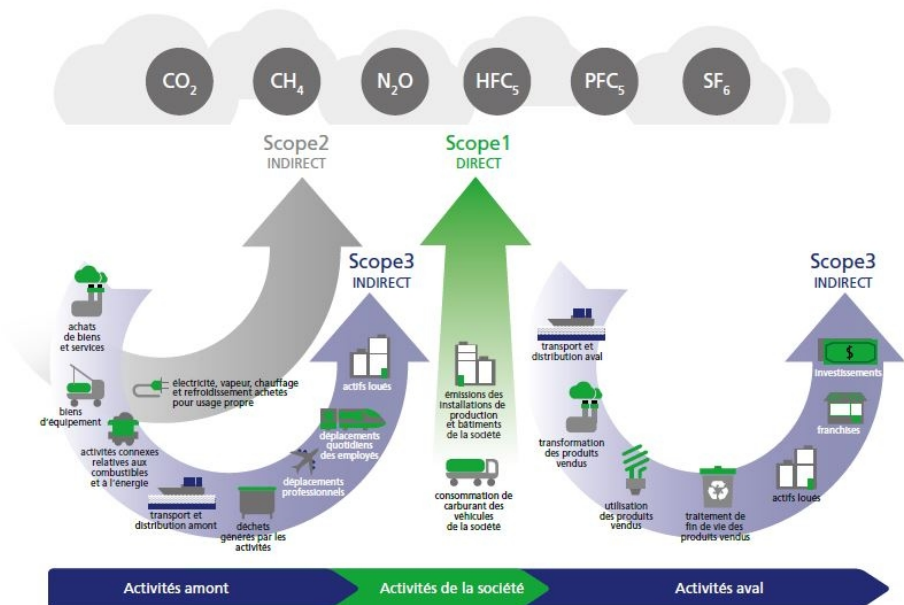 CO2
CH4
N2O
HFC5
PFC5
SF6
Scope2
INDIRECT
Scope1
DIRECT
Scope3
INDIRECT
Scope3
INDIRECT
achats
de biens
et services
biens
d'équipement
électricité, vapeur, chauffage
et refroidissement achetés
pour usage propre
activités connexes
relatives aux
combustibles
et à l'énergie
transport et
distribution amont
déchets
générés par les
activités
déplacements
professionnels
déplacements
quotidiens
des employés
actifs loués
émissions des
installations de
production
et bâtiments
de la société
consommation de
carburant des
véhicules
de la société
transport et
distribution aval
transformation
des produits
vendus
utilisation
des produits
vendus
traitement de
fin de vie des
produits vendus
actifs loués
franchises
$
investissements
Activités amont
Activités de la société
Activités aval